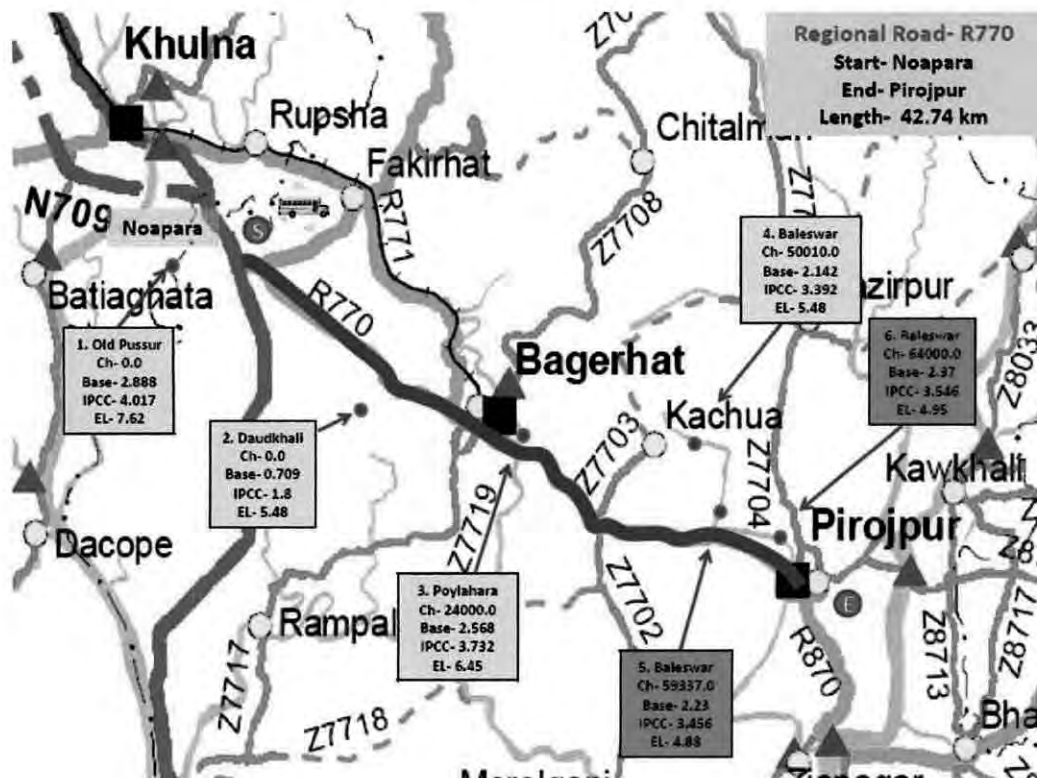 Regional Road- R770
Start- Noapara
End- Pirojpur
Length- 42.74 km
Khulna
Rupsha
Fakirhat
Chitalmari
N709
Noapara
S
R771
Z7708
Batiaghata
R770
4. Baleswar
Ch- 50010.0
Base- 2.142
IPCC- 3.392
EL- 5.48
azirpur
1. Old Pussur
Ch- 0.0
Base- 2.888
IPCC- 4.017
EL- 7.62
6. Baleswar
Ch- 64000.0
Base- 2.37
IPCC- 3.546
EL- 4.95
Z8033
Bagerhat
2. Daudkhali
Ch- 0.0
Base- 0.709
IPCC- 1.8
EL- 5.48
Kachua
Z7703
Z7704
Kawkhali
Dacope
Z7719
Pirojpur
3. Poylahara
Ch- 24000.0
Base- 2.568
IPCC- 3.732
EL- 6.45
E
Rampal
Z7702
R870
Z8713
Z8717
Z7717
5. Baleswar
Ch- 59337.0
Base- 2.23
IPCC- 3.456
EL- 4.88
Z7718
Bha